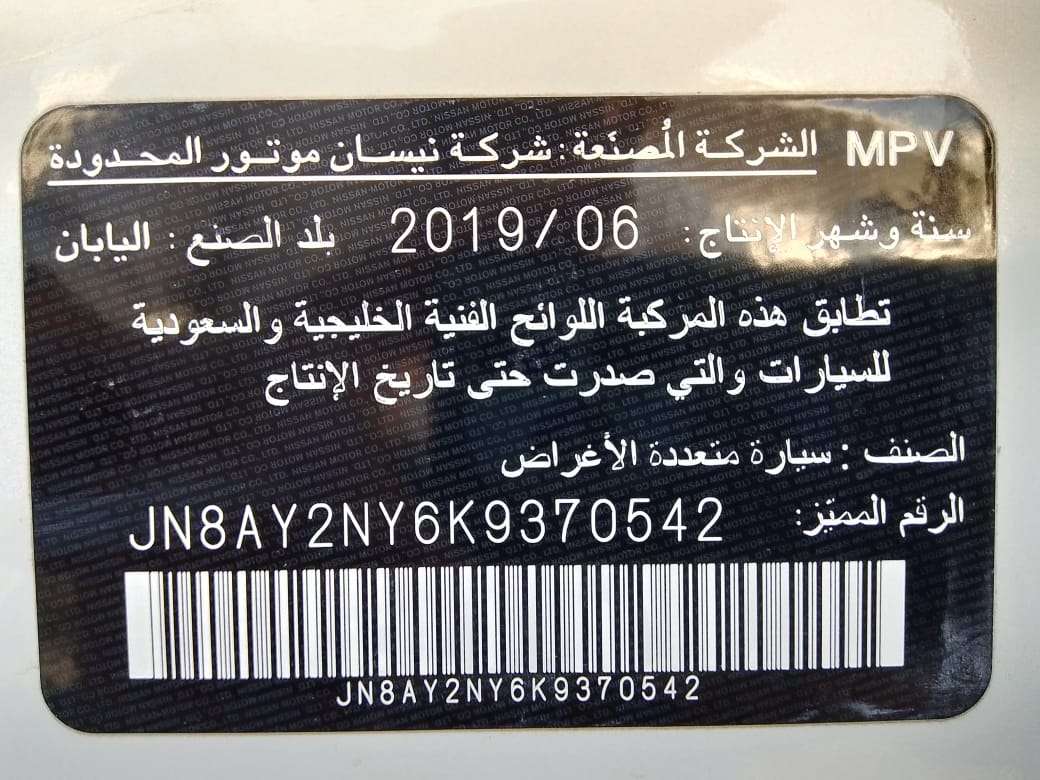 MPV الشركة المُصنعة : شركة نيسان موتور المحدودة
سنة وشهر الإنتاج: 2019/06 بلد الصنع : اليابان
تطابق هذه المركبة اللوائح الفنية الخليجية والسعودية
للسيارات والتي صدرت حتى تاريخ الإنتاج
الصنف : سيارة متعددة الأغراض
الرقم المميّز: JN8AY2NY6K9370542
JN8AY2NY6K9370542